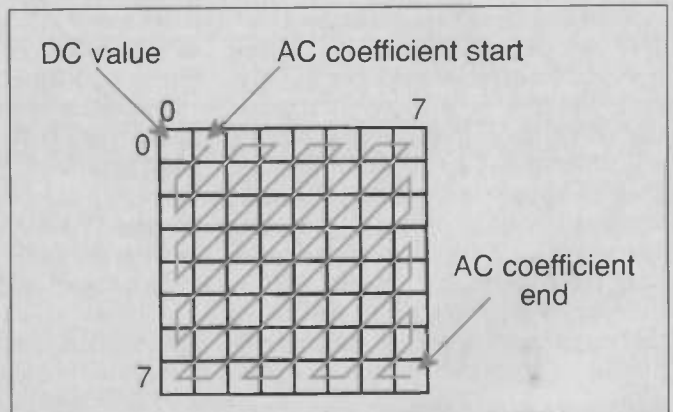 DC value
AC coefficient start
0
7
0
AC coefficient
end
7